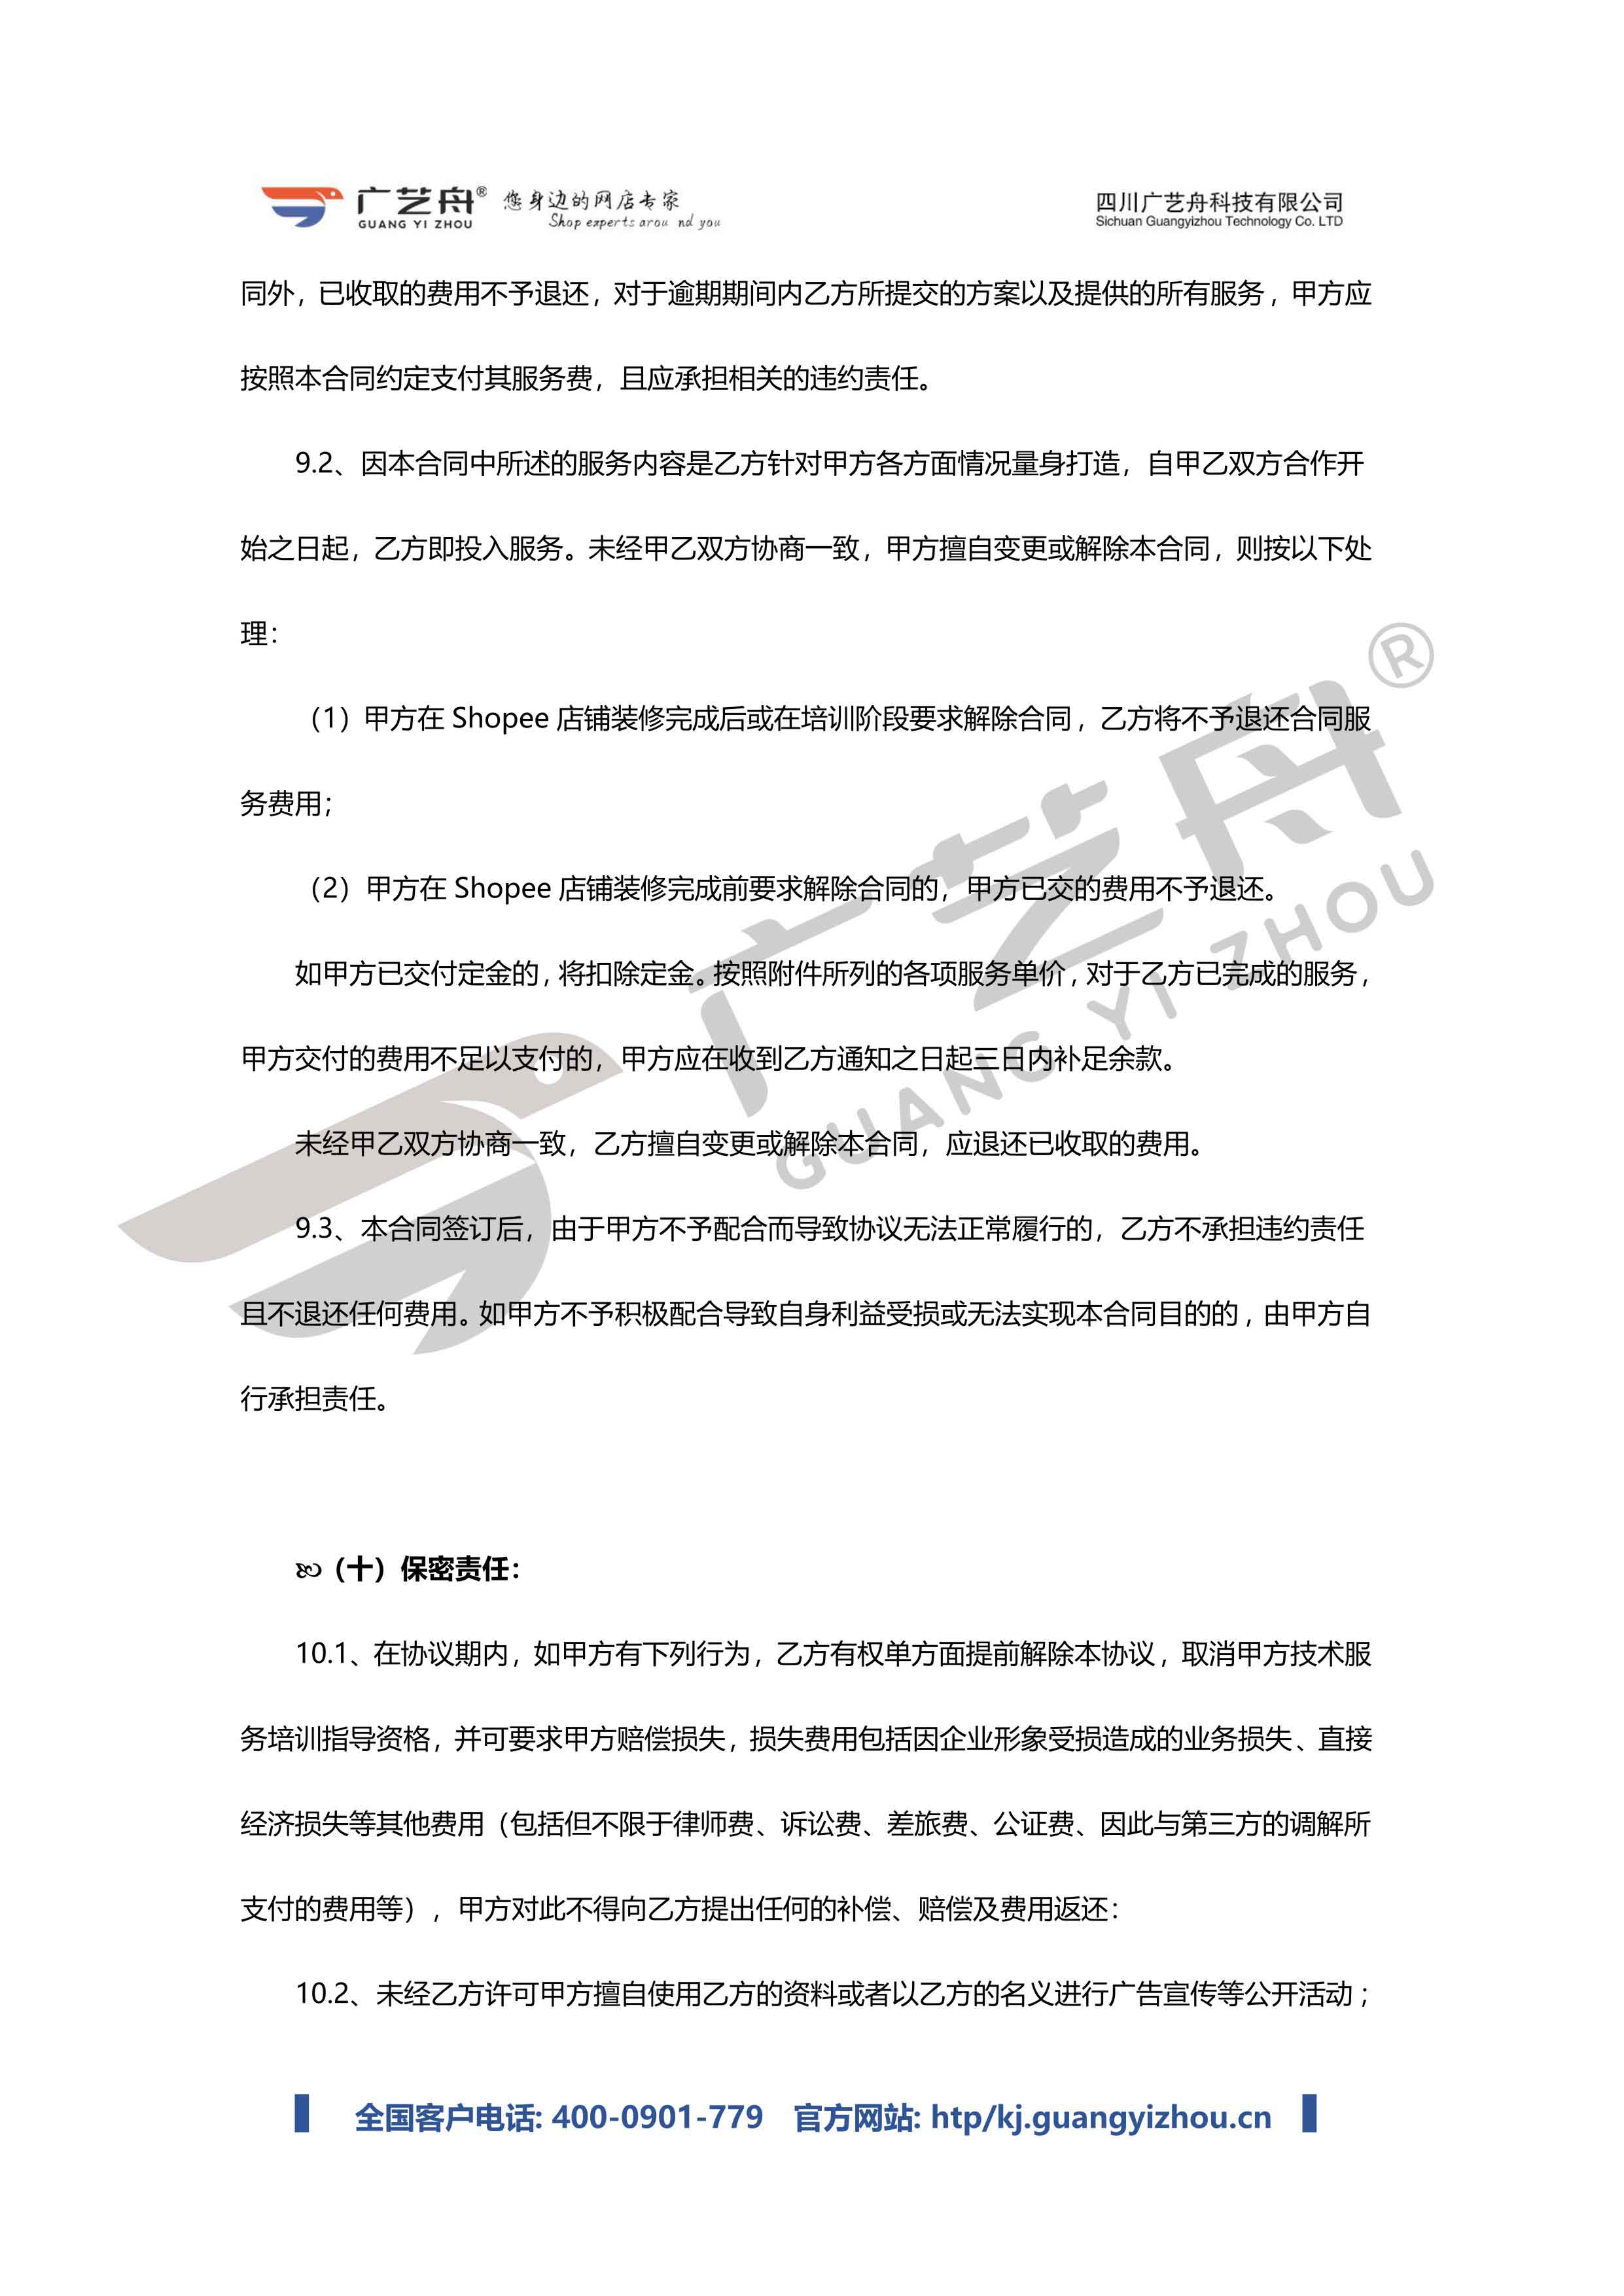 广艺舟® 您身边的网店专家 四川广艺舟科技有限公司
GUANG YI ZHOU Shop experts arou nd you Sichuan Guangyizhou Technology Co. LTD
同外，已收取的费用不予退还，对于逾期期间内乙方所提交的方案以及提供的所有服务，甲方应
按照本合同约定支付其服务费，且应承担相关的违约责任。
9.2、因本合同中所述的服务内容是乙方针对甲方各方面情况量身打造，自甲乙双方合作开
始之日起，乙方即投入服务。未经甲乙双方协商一致，甲方擅自变更或解除本合同，则按以下处
理：
（1）甲方在 Shopee 店铺装修完成后或在培训阶段要求解除合同，乙方将不予退还合同服
务费用；
（2）甲方在 Shopee 店铺装修完成前要求解除合同的，甲方已交的费用不予退还。
如甲方已交付定金的，将扣除定金。按照附件所列的各项服务单价，对于乙方已完成的服务，
甲方交付的费用不足以支付的，甲方应在收到乙方通知之日起三日内补足余款。
未经甲乙双方协商一致，乙方擅自变更或解除本合同，应退还已收取的费用。
9.3、本合同签订后，由于甲方不予配合而导致协议无法正常履行的，乙方不承担违约责任
且不退还任何费用。如甲方不予积极配合导致自身利益受损或无法实现本合同目的的，由甲方自
行承担责任。
（十）保密责任：
10.1、在协议期内，如甲方有下列行为，乙方有权单方面提前解除本协议，取消甲方技术服
务培训指导资格，并可要求甲方赔偿损失，损失费用包括因企业形象受损造成的业务损失、直接
经济损失等其他费用（包括但不限于律师费、诉讼费、差旅费、公证费、因此与第三方的调解所
支付的费用等），甲方对此不得向乙方提出任何的补偿、赔偿及费用返还：
10.2、未经乙方许可甲方擅自使用乙方的资料或者以乙方的名义进行广告宣传等公开活动；
全国客户电话: 400-0901-779 官方网站: htp/kj.guangyizhou.cn
广艺舟®
GUANG YI ZHOU